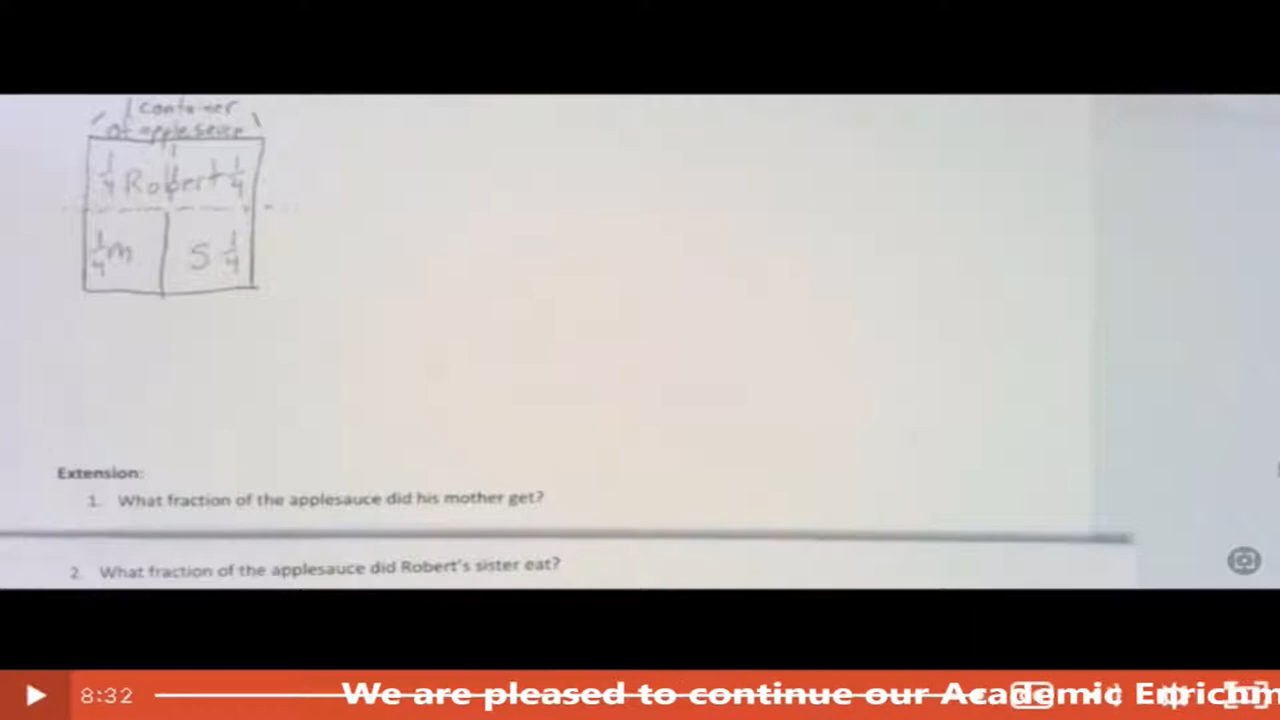 1 container
of applesauce
1/4 Robert 1/4
1/4 m S 1/4
Extension:
1. What fraction of the applesauce did his mother get?
2. What fraction of the applesauce did Robert's sister eat?
8:32
We are pleased to continue our Academic Enrichm